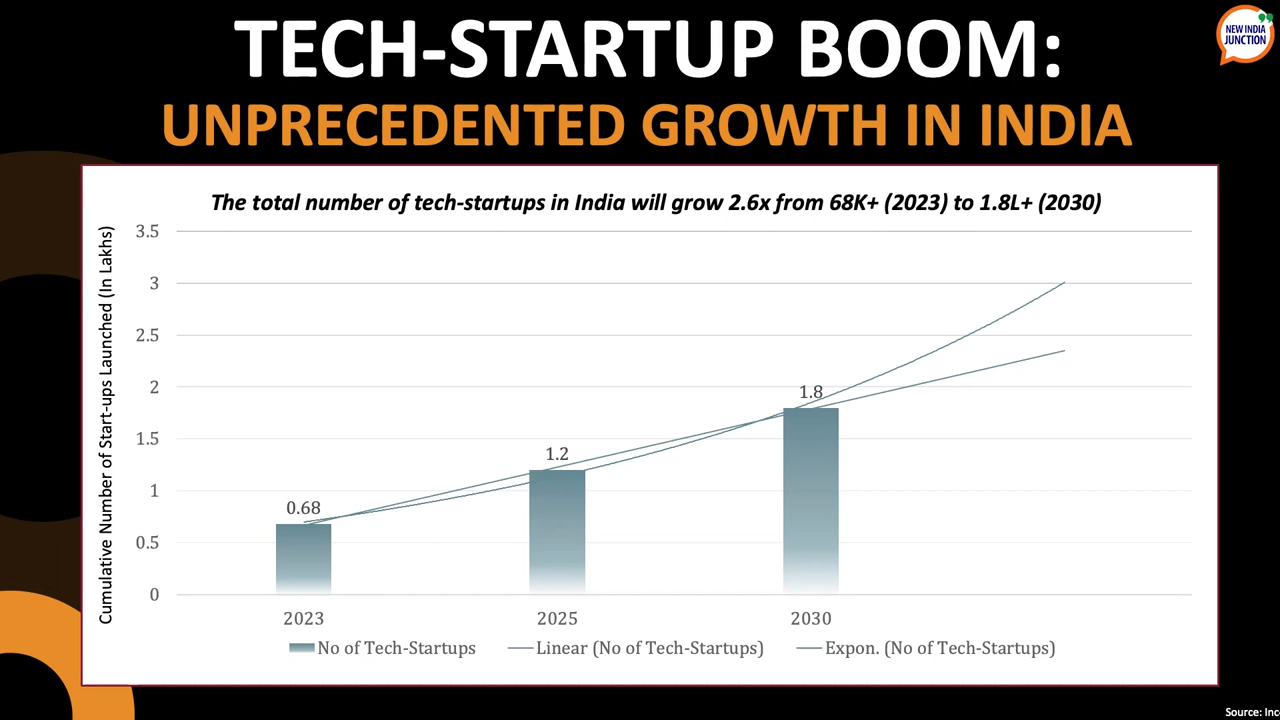 TECH-STARTUP BOOM:
UNPRECEDENTED GROWTH IN INDIA
NEW INDIA
JUNCTION
The total number of tech-startups in India will grow 2.6x from 68K+ (2023) to 1.8L+ (2030)
Cumulative Number of Start-ups Launched (In Lakhs)
3.5
3
2.5
2
1.5
1
0.5
0
0.68
1.2
1.8
2023
2025
2030
No of Tech-Startups
Linear (No of Tech-Startups)
Expon. (No of Tech-Startups)
Source: